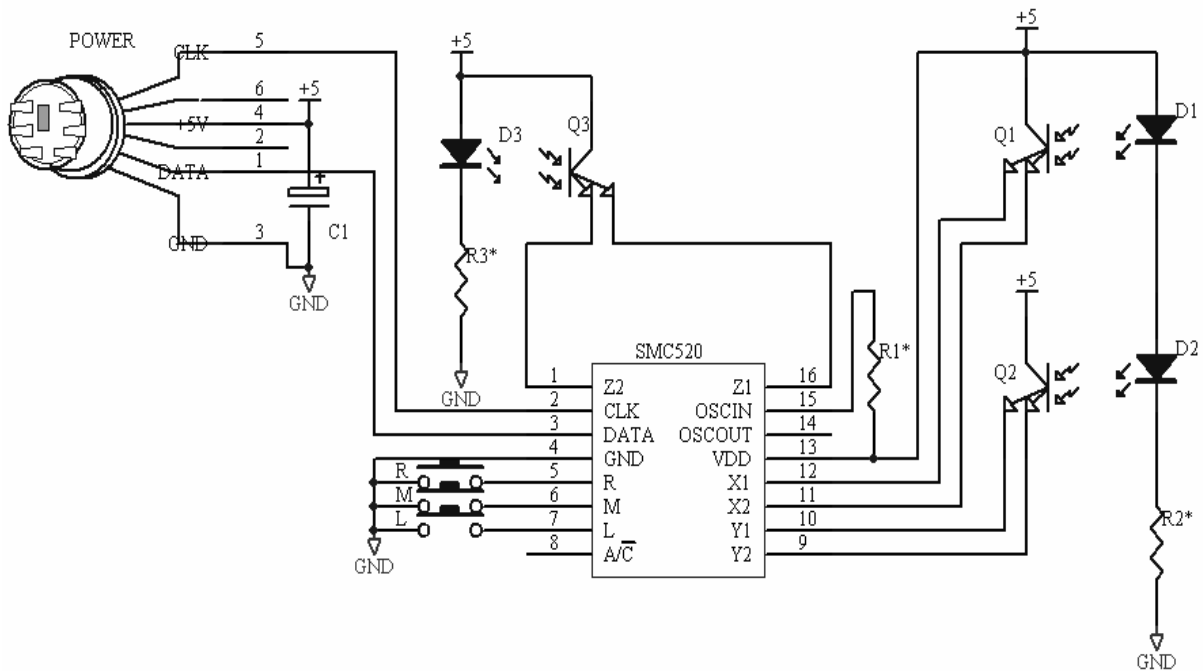 POWER
CLK 5
6
+5
+5V 4
2
DATA 1
+
C1
GND 3
GND
+5
D3
Q3
R3*
GND
+5
Q1
D1
+5
Q2
D2
R2*
GND
R1*
SMC520
1 Z2 Z1 16
2 CLK OSCIN 15
3 DATA OSCOUT 14
4 GND VDD 13
R 5 R X1 12
M 6 M X2 11
L 7 L Y1 10
8 A/C̅ Y2 9
GND